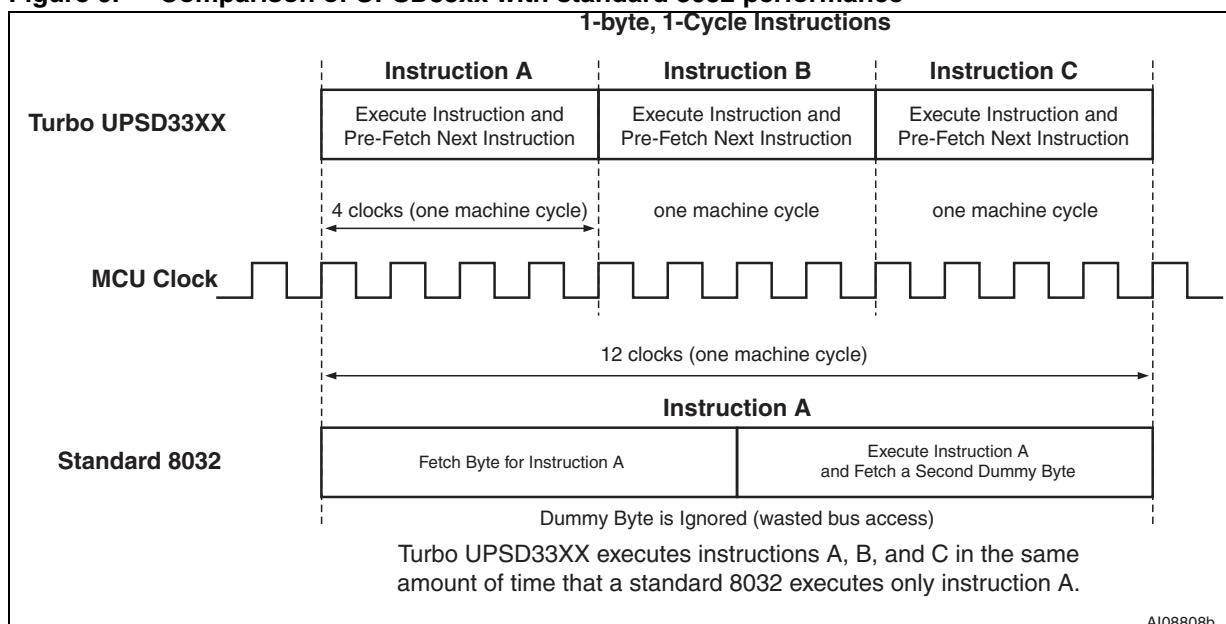 1-byte, 1-Cycle Instructions
Instruction A
Instruction B
Instruction C
Turbo UPSD33XX
Execute Instruction and
Pre-Fetch Next Instruction
Execute Instruction and
Pre-Fetch Next Instruction
Execute Instruction and
Pre-Fetch Next Instruction
4 clocks (one machine cycle)
one machine cycle
one machine cycle
MCU Clock
12 clocks (one machine cycle)
Instruction A
Standard 8032
Fetch Byte for Instruction A
Execute Instruction A
and Fetch a Second Dummy Byte
Dummy Byte is Ignored (wasted bus access)
Turbo UPSD33XX executes instructions A, B, and C in the same
amount of time that a standard 8032 executes only instruction A.
AI08808b